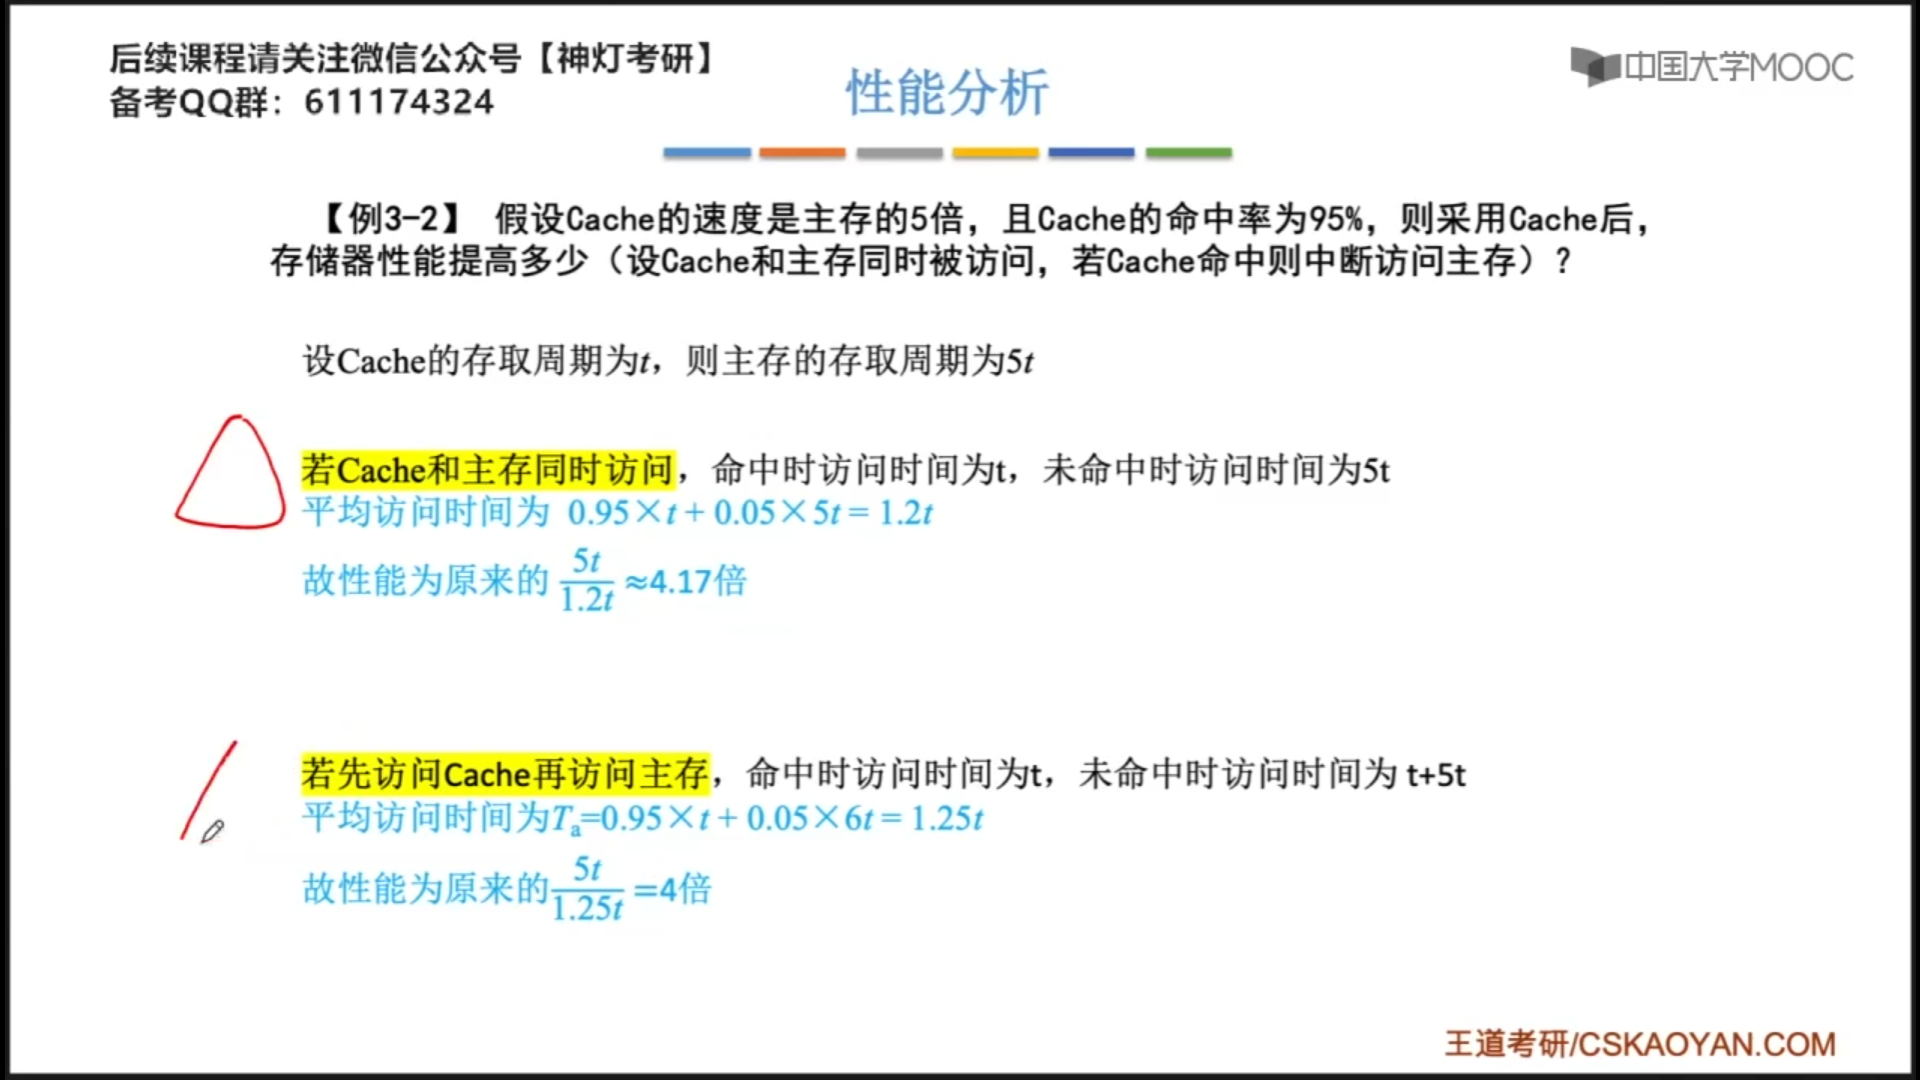 后续课程请关注微信公众号【神灯考研】
备考QQ群：611174324
性能分析
中国大学MOOC
【例3-2】 假设Cache的速度是主存的5倍，且Cache的命中率为95%，则采用Cache后，
存储器性能提高多少（设Cache和主存同时被访问，若Cache命中则中断访问主存）?
设Cache的存取周期为t，则主存的存取周期为5t
若Cache和主存同时访问，命中时访问时间为t，未命中时访问时间为5t
平均访问时间为 0.95×t + 0.05×5t = 1.2t
故性能为原来的 5t/1.2t ≈4.17倍
若先访问Cache再访问主存，命中时访问时间为t，未命中时访问时间为 t+5t
平均访问时间为Ta=0.95×t + 0.05×6t = 1.25t
故性能为原来的 5t/1.25t =4倍
王道考研/CSKAOYAN.COM